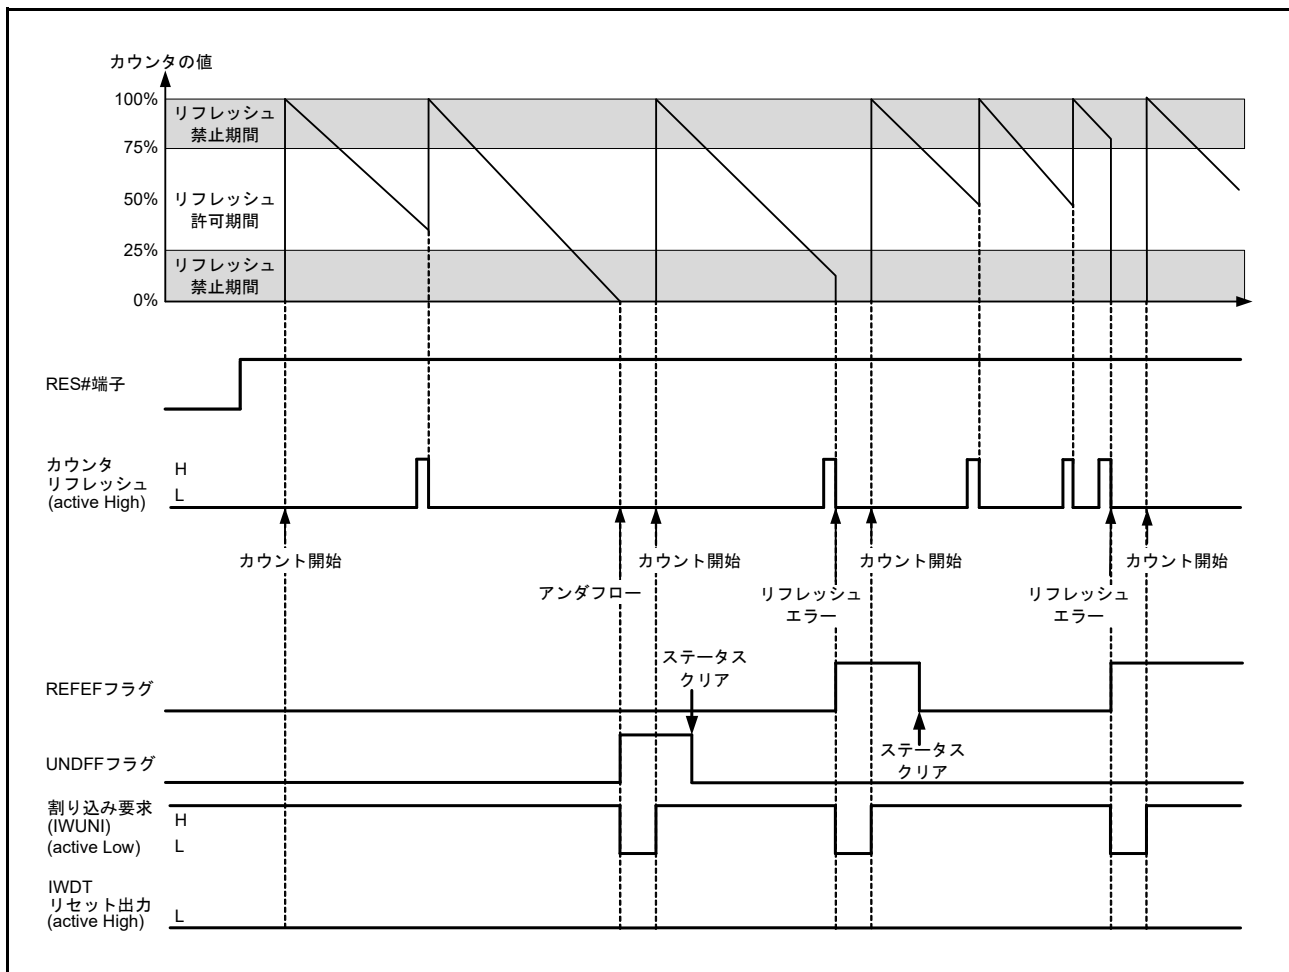 カウンタの値
100%
リフレッシュ
禁止期間
75%
50%
リフレッシュ
許可期間
25%
リフレッシュ
禁止期間
0%
RES#端子
カウンタ
リフレッシュ
(active High)
H
L
カウント開始
カウント開始
カウント開始
カウント開始
アンダフロー
リフレッシュ
エラー
リフレッシュ
エラー
ステータス
クリア
REFEFフラグ
ステータス
クリア
UNDFFフラグ
割り込み要求
(IWUNI)
(active Low)
H
L
IWDT
リセット出力
(active High)
L